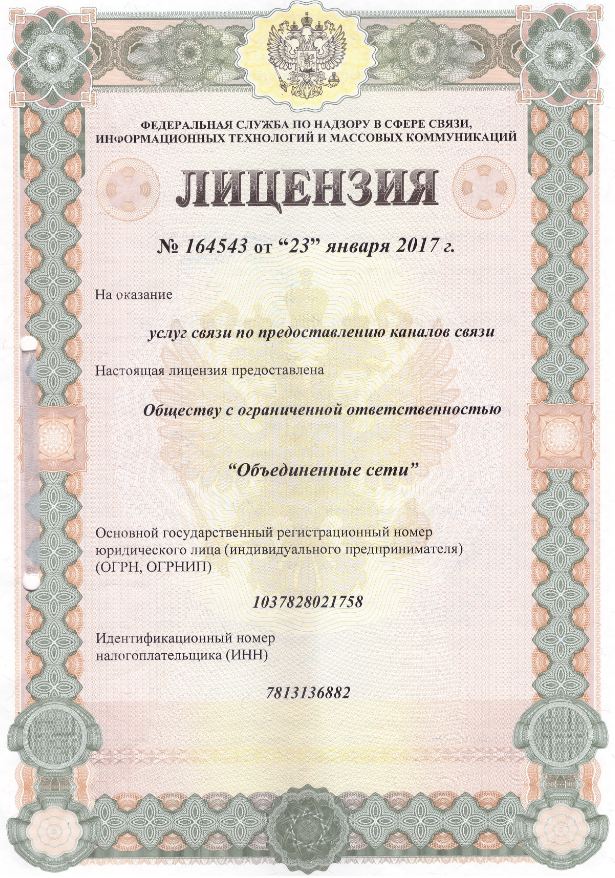 ФЕДЕРАЛЬНАЯ СЛУЖБА ПО НАДЗОРУ В СФЕРЕ СВЯЗИ,
ИНФОРМАЦИОННЫХ ТЕХНОЛОГИЙ И МАССОВЫХ КОММУНИКАЦИЙ
ЛИЦЕНЗИЯ
№ 164543 от “23” января 2017 г.
На оказание
услуг связи по предоставлению каналов связи
Настоящая лицензия предоставлена
Обществу с ограниченной ответственностью
“Объединенные сети”
Основной государственный регистрационный номер
юридического лица (индивидуального предпринимателя)
(ОГРН, ОГРНИП)
1037828021758
Идентификационный номер
налогоплательщика (ИНН)
7813136882